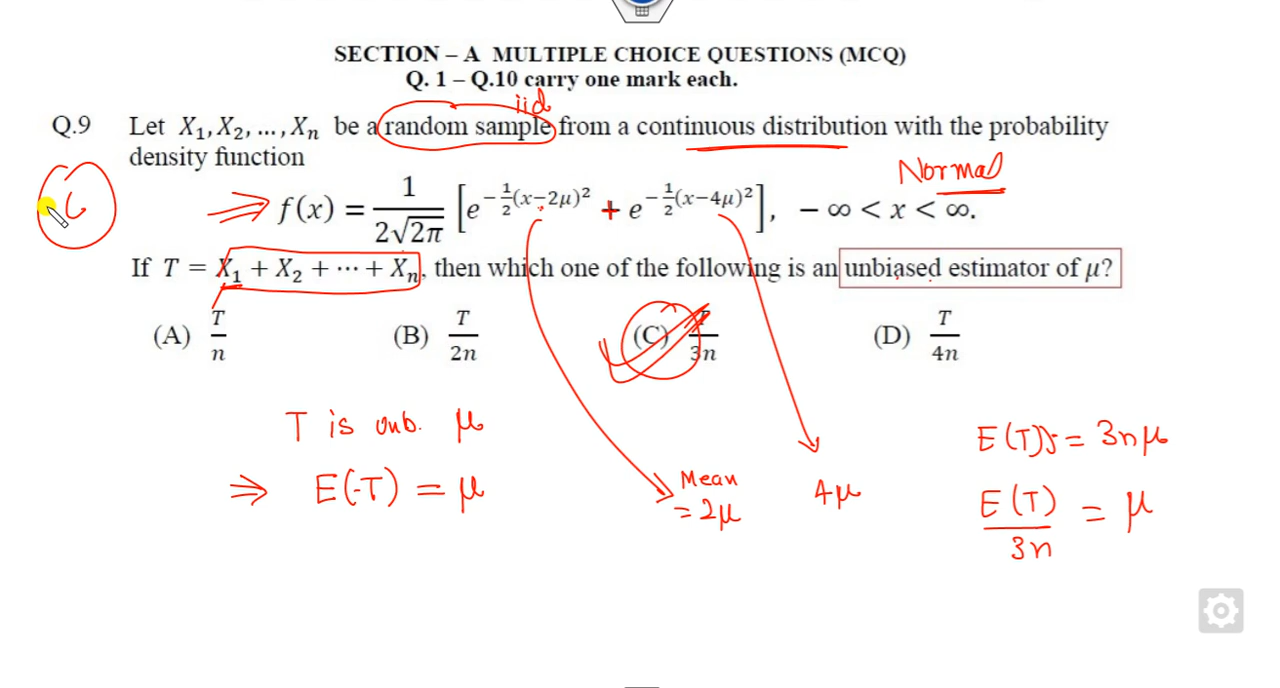 SECTION – A MULTIPLE CHOICE QUESTIONS (MCQ)
Q. 1 – Q.10 carry one mark each.
iid
Q.9 Let X₁, X₂, ..., Xₙ be a random sample from a continuous distribution with the probability
density function
Normal
f(x) = 1/(2√2π) [e^(−½(x−2μ)²) + e^(−½(x−4μ)²)], − ∞ < x < ∞.
If T = X₁ + X₂ + ⋯ + Xₙ, then which one of the following is an unbiased estimator of μ?
(A) T/n (B) T/2n (C) T/3n (D) T/4n
T is unb. μ
⇒ E(T) = μ
Mean
= 2μ
4μ
E(T) = 3nμ
E(T)/3n = μ